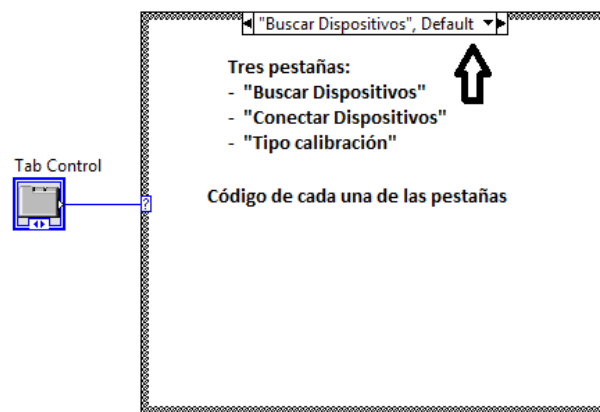 "Buscar Dispositivos", Default
Tres pestañas:
- "Buscar Dispositivos"
- "Conectar Dispositivos"
- "Tipo calibración"
Tab Control
?
Código de cada una de las pestañas